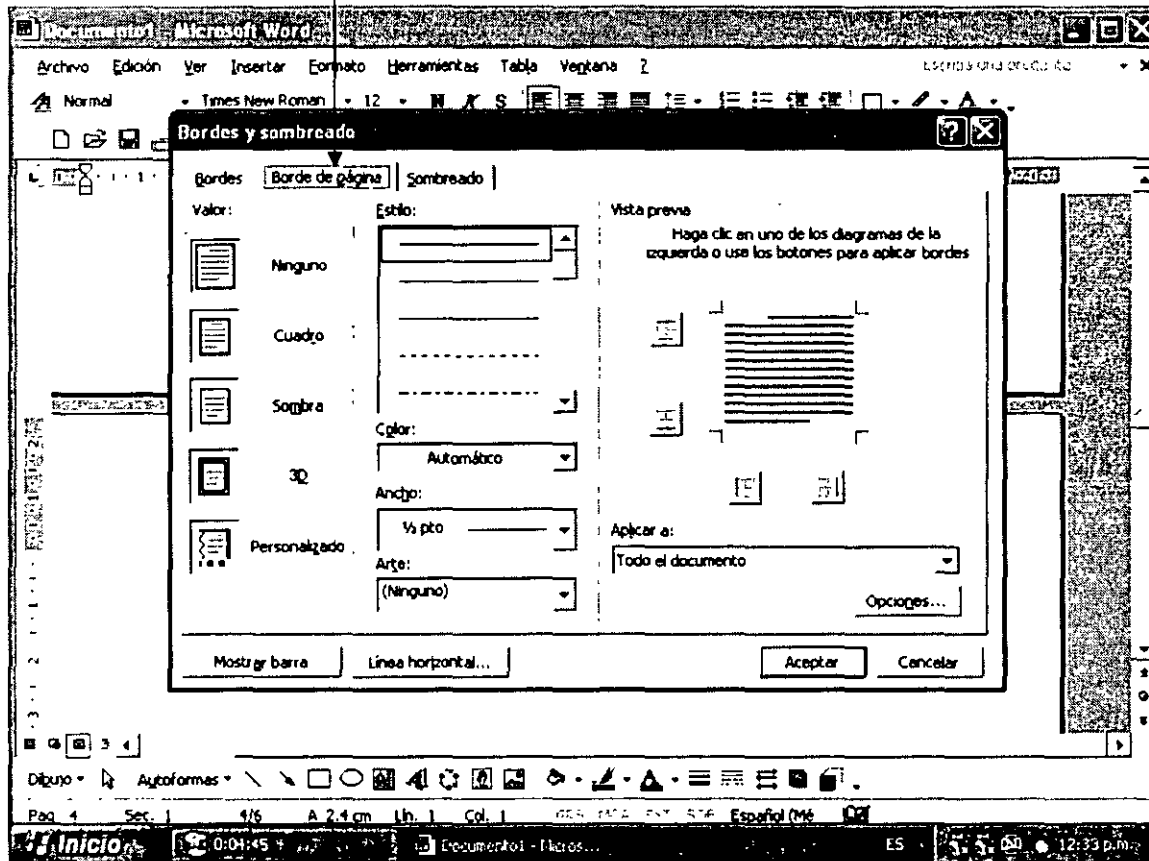 Documento1 - Microsoft Word
Archivo Edición Ver Insertar Formato Herramientas Tabla Ventana ?
Normal Times New Roman 12 N K S
Bordes y sombreado
Bordes Borde de página Sombreado
Valor:
Ninguno
Cuadro
Sombra
3D
Personalizado
Estilo:
Color:
Automático
Ancho:
½ pto
Arte:
(Ninguno)
Vista previa
Haga clic en uno de los diagramas de la
izquierda o use los botones para aplicar bordes
Aplicar a:
Todo el documento
Opciones...
Mostrar barra Línea horizontal... Aceptar Cancelar
Dibujo Autoformas
Pág. 4 Sec. 1 4/6 A 2.4 cm Lín. 1 Col. 1 Español (Mé
Inicio 0:04:45 Documento1 - Micros... ES 12:33 p.m.